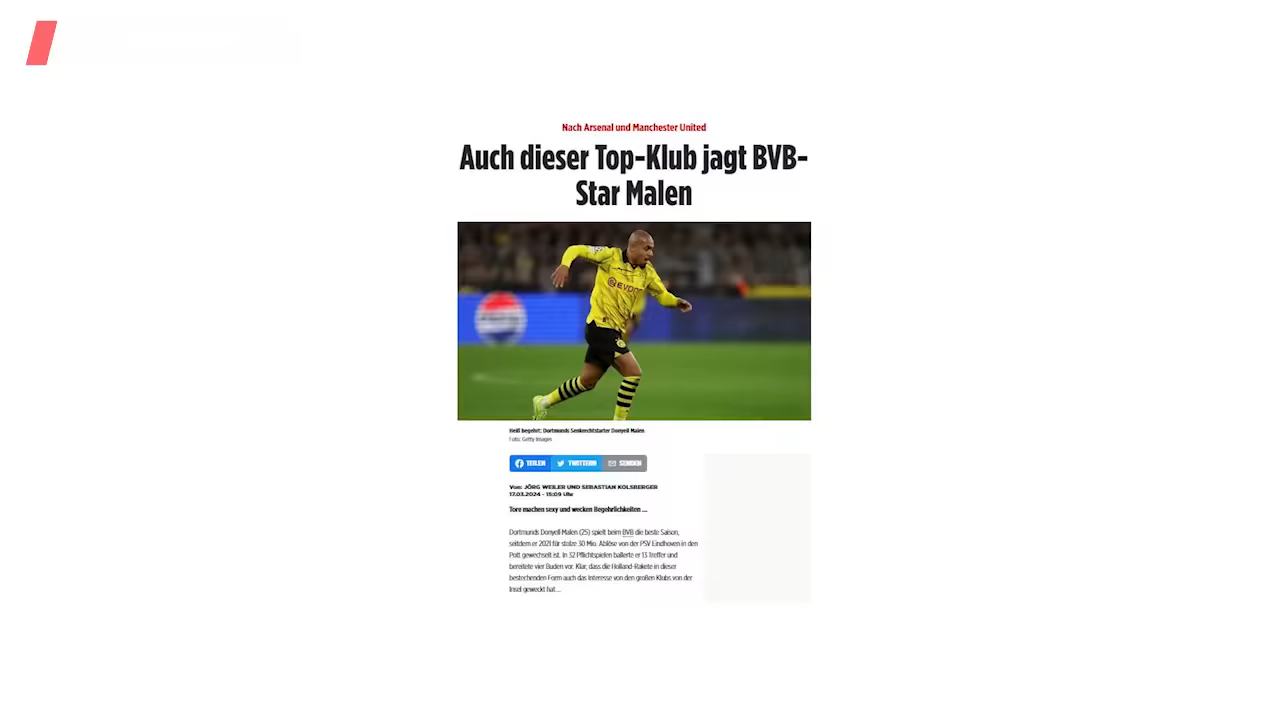 Nach Arsenal und Manchester United
Auch dieser Top-Klub jagt BVB-
Star Malen
EVONIK
Heiß begehrt: Dortmunds Senkrechtstarter Donyell Malen
Foto: Getty Images
TEILEN TWITTERN SENDEN
Von: JÖRG WEILER UND SEBASTIAN KOLSBERGER
17.03.2024 - 15:09 Uhr
Tore machen sexy und wecken Begehrlichkeiten ...
Dortmunds Donyell Malen (25) spielt beim BVB die beste Saison,
seitdem er 2021 für stolze 30 Mio. Ablöse von der PSV Eindhoven in den
Pott gewechselt ist. In 32 Pflichtspielen ballerte er 13 Treffer und
bereitete vier Buden vor. Klar, dass die Holland-Rakete in dieser
bestechenden Form auch das Interesse von den großen Klubs von der
Insel geweckt hat ...